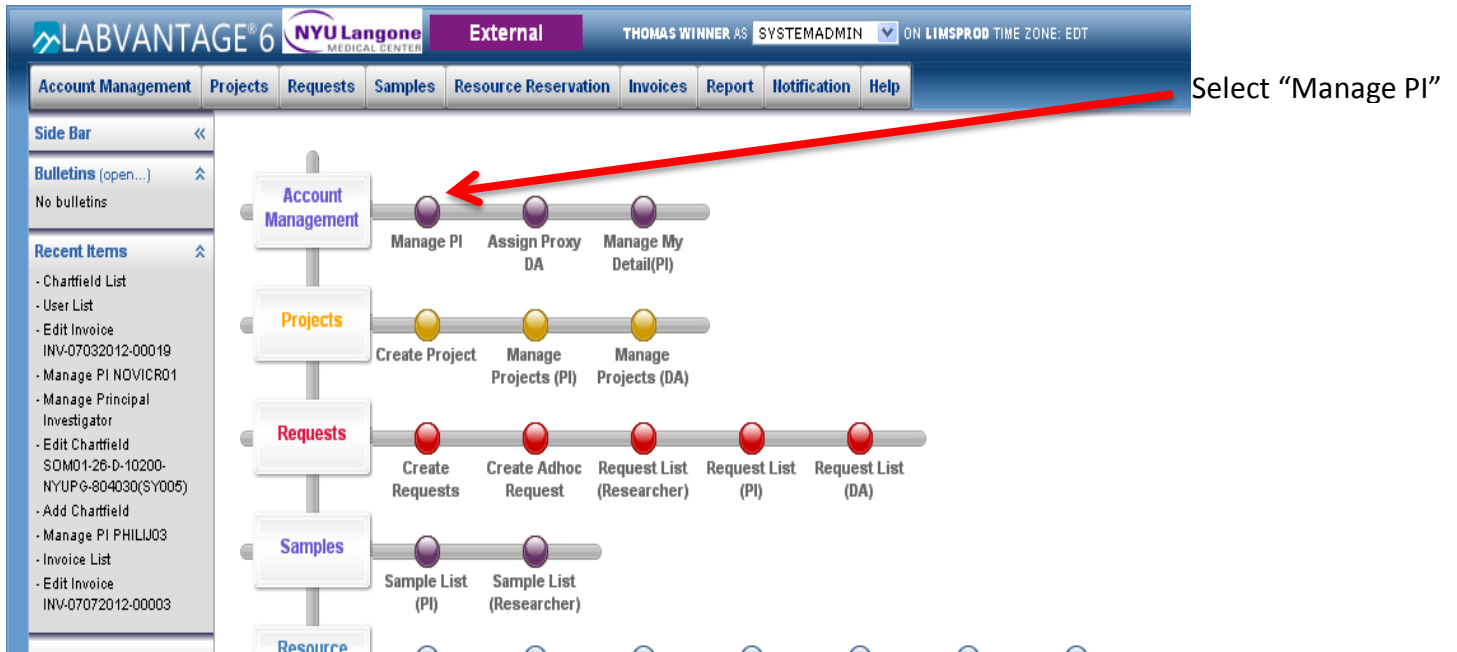 LABVANTAGE®6 NYU Langone MEDICAL CENTER External THOMAS WINNER AS SYSTEMADMIN ON LIMSPROD TIME ZONE: EDT
Account Management Projects Requests Samples Resource Reservation Invoices Report Notification Help
Select “Manage PI”
Side Bar «
Bulletins (open...)
No bulletins
Recent Items
- Chartfield List
- User List
- Edit Invoice
INV-07032012-00019
- Manage PI NOVICR01
- Manage Principal
Investigator
- Edit Chartfield
SOM01-26-D-10200-
NYUPG-804030(SY005)
- Add Chartfield
- Manage PI PHILIJ03
- Invoice List
- Edit Invoice
INV-07072012-00003
Account
Management
Manage PI Assign Proxy Manage My
DA Detail(PI)
Projects
Create Project Manage Manage
Projects (PI) Projects (DA)
Requests
Create Create Adhoc Request List Request List Request List
Requests Request (Researcher) (PI) (DA)
Samples
Sample List Sample List
(PI) (Researcher)
Resource